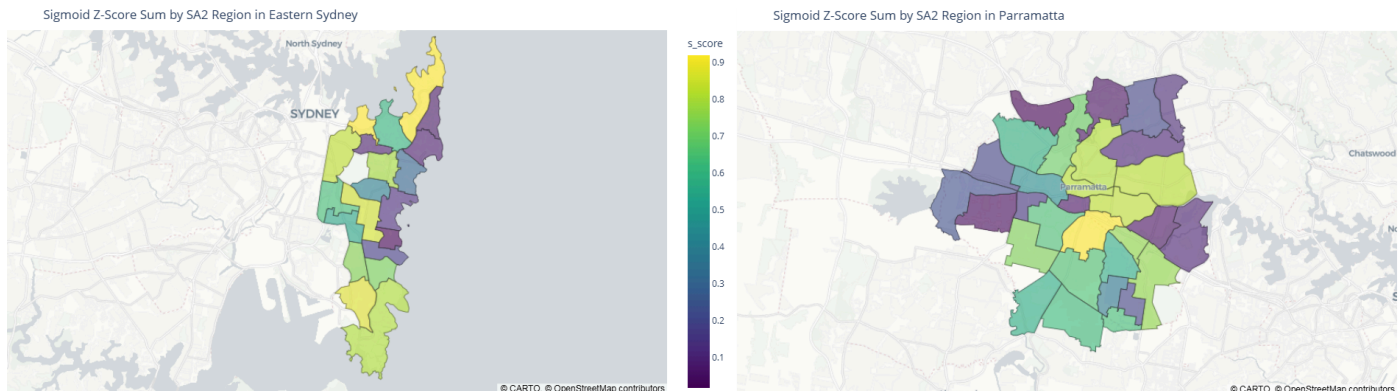 Sigmoid Z-Score Sum by SA2 Region in Eastern Sydney
North Sydney
SYDNEY
© CARTO, © OpenStreetMap contributors
s_score
0.9
0.8
0.7
0.6
0.5
0.4
0.3
0.2
0.1
Sigmoid Z-Score Sum by SA2 Region in Parramatta
Chatswood
Parramatta
No
S
© CARTO, © OpenStreetMap contributors